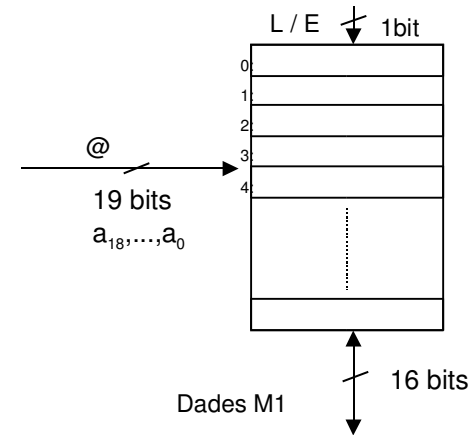 L / E 1bit
0:
1:
2:
@
3:
4:
19 bits
a₁₈,...,a₀
16 bits
Dades M1